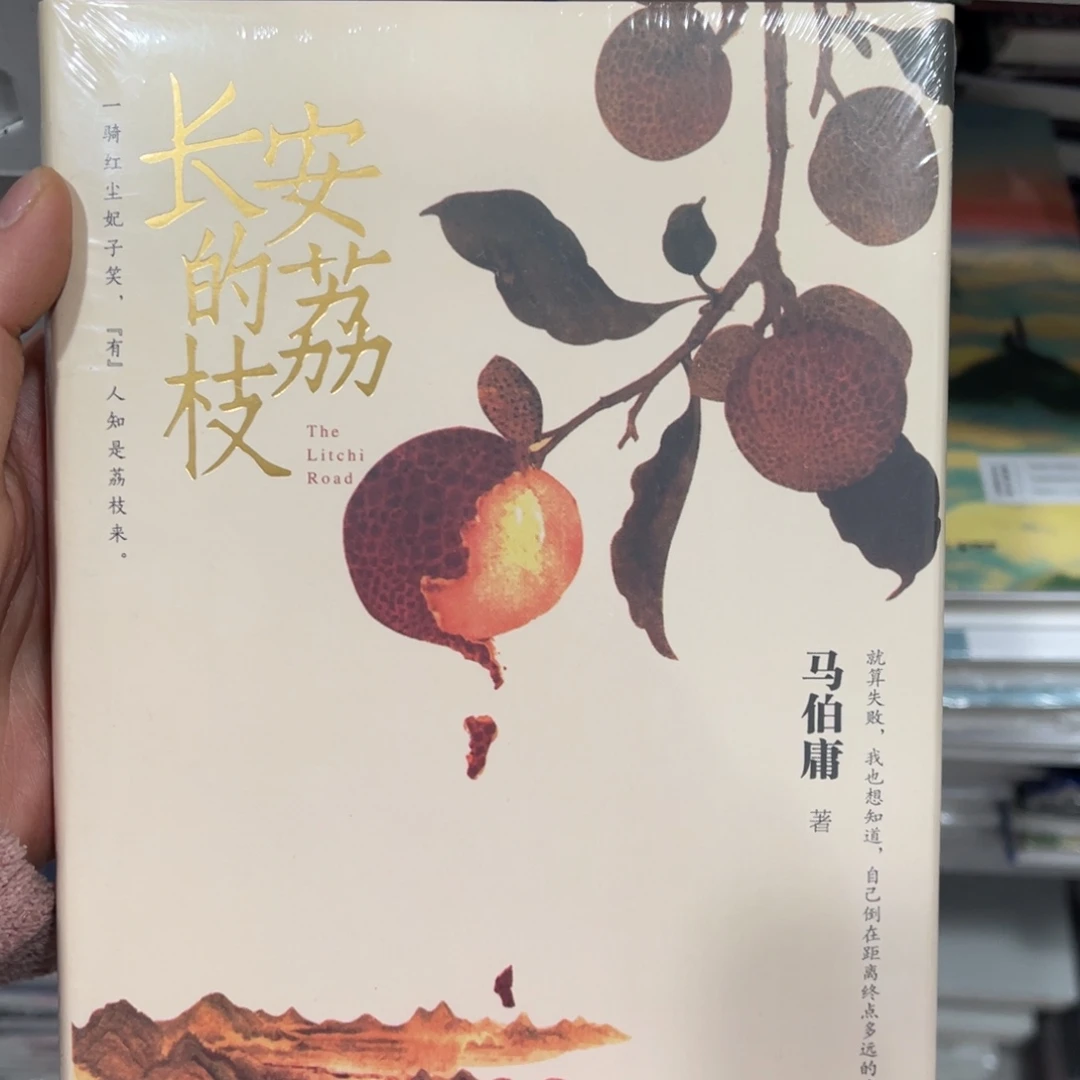 一骑红尘妃子笑，『有』人知是荔枝来。
长安的荔枝
The
Litchi
Road
马伯庸 著
就算失败，我也想知道，自己倒在距离终点多远的